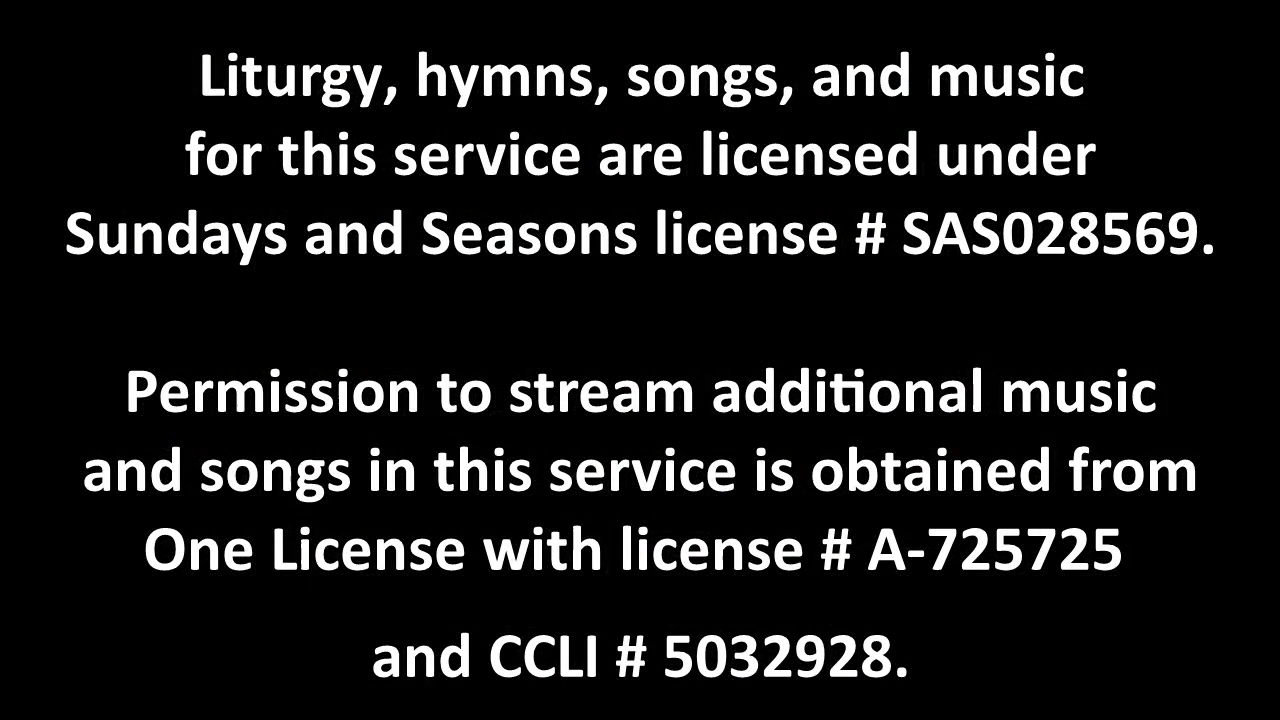 Liturgy, hymns, songs, and music
for this service are licensed under
Sundays and Seasons license # SAS028569.
Permission to stream additional music
and songs in this service is obtained from
One License with license # A-725725
and CCLI # 5032928.